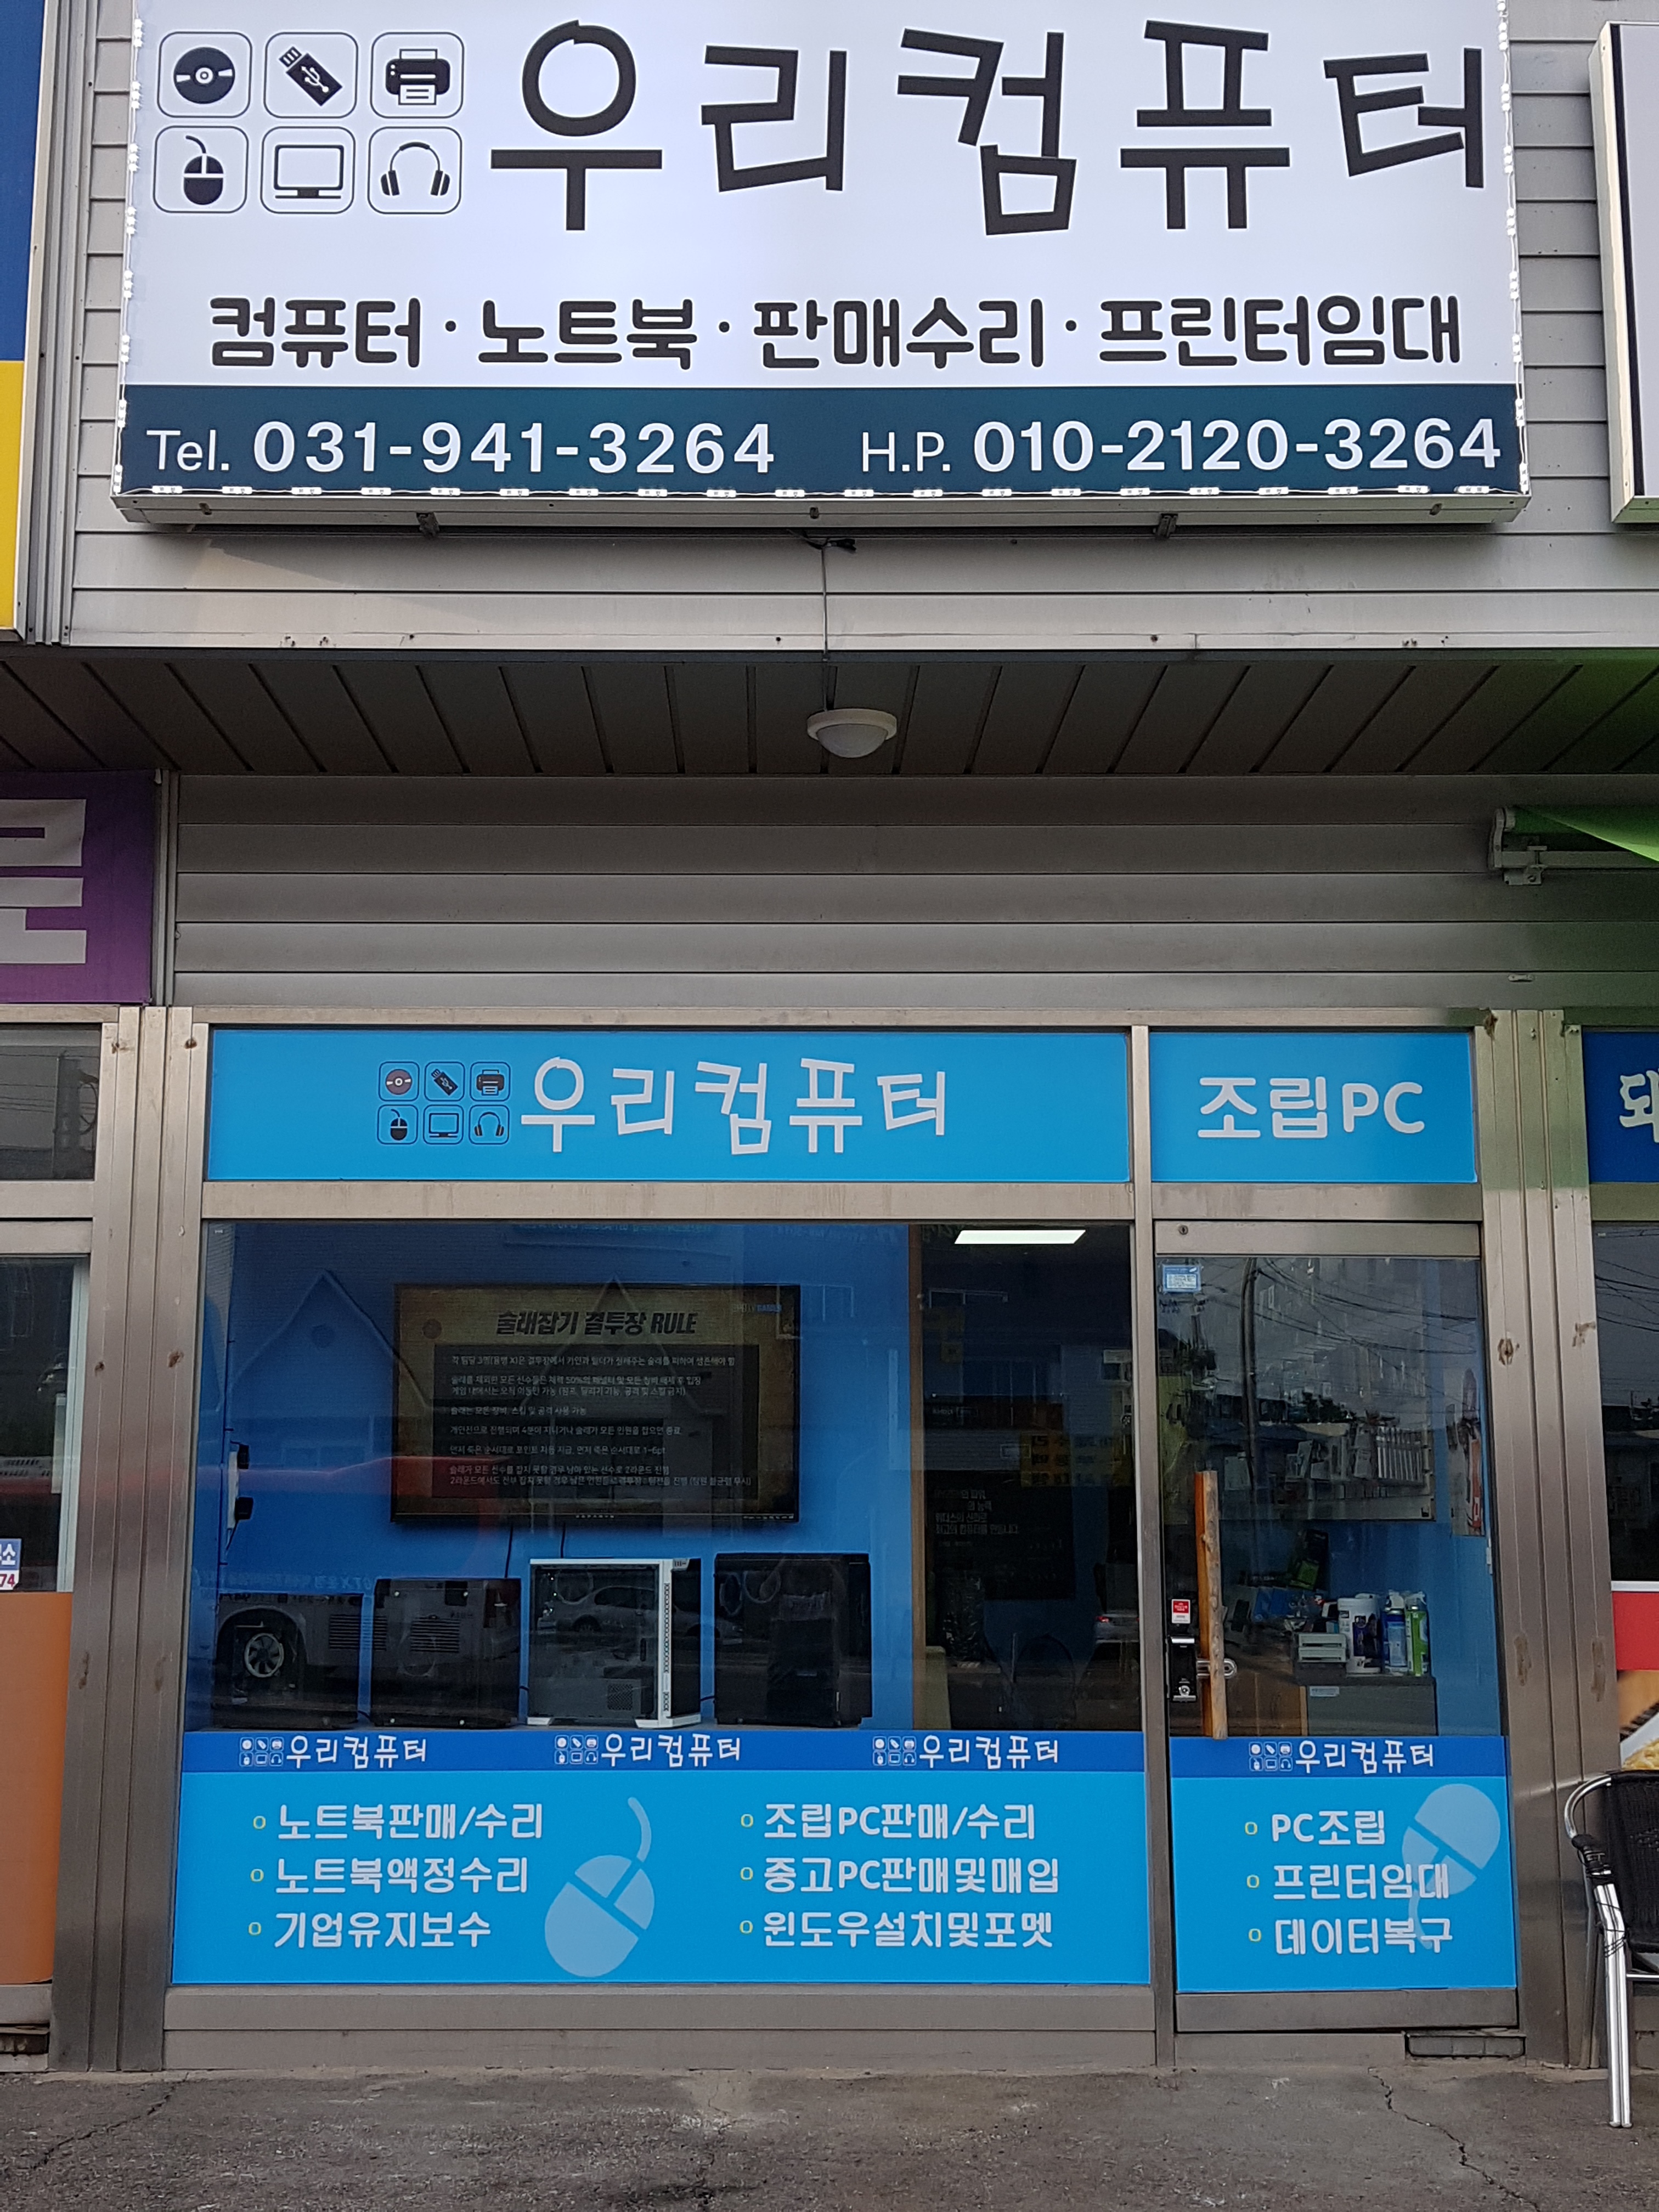 우리컴퓨터
컴퓨터·노트북·판매수리·프린터임대
Tel. 031-941-3264 H.P. 010-2120-3264
우리컴퓨터
조립PC
술래잡기 결투장 RULE
우리컴퓨터 우리컴퓨터 우리컴퓨터
노트북판매/수리
노트북액정수리
기업유지보수
조립PC판매/수리
중고PC판매및매입
윈도우설치및포멧
우리컴퓨터
PC조립
프린터임대
데이터복구
소
74